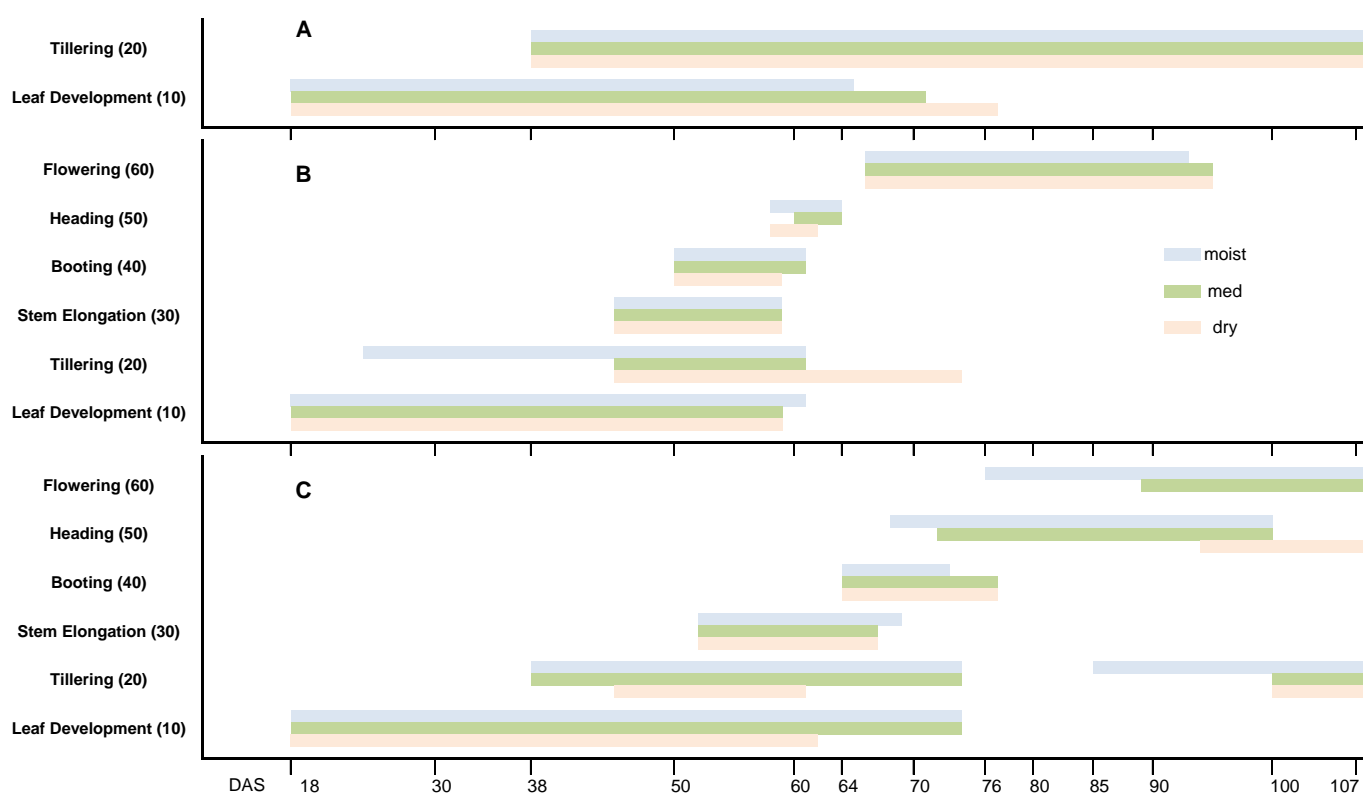 A
Tillering (20)
Leaf Development (10)
B
Flowering (60)
Heading (50)
Booting (40)
Stem Elongation (30)
Tillering (20)
Leaf Development (10)
moist
med
dry
C
Flowering (60)
Heading (50)
Booting (40)
Stem Elongation (30)
Tillering (20)
Leaf Development (10)
DAS 18 30 38 50 60 64 70 76 80 85 90 100 107